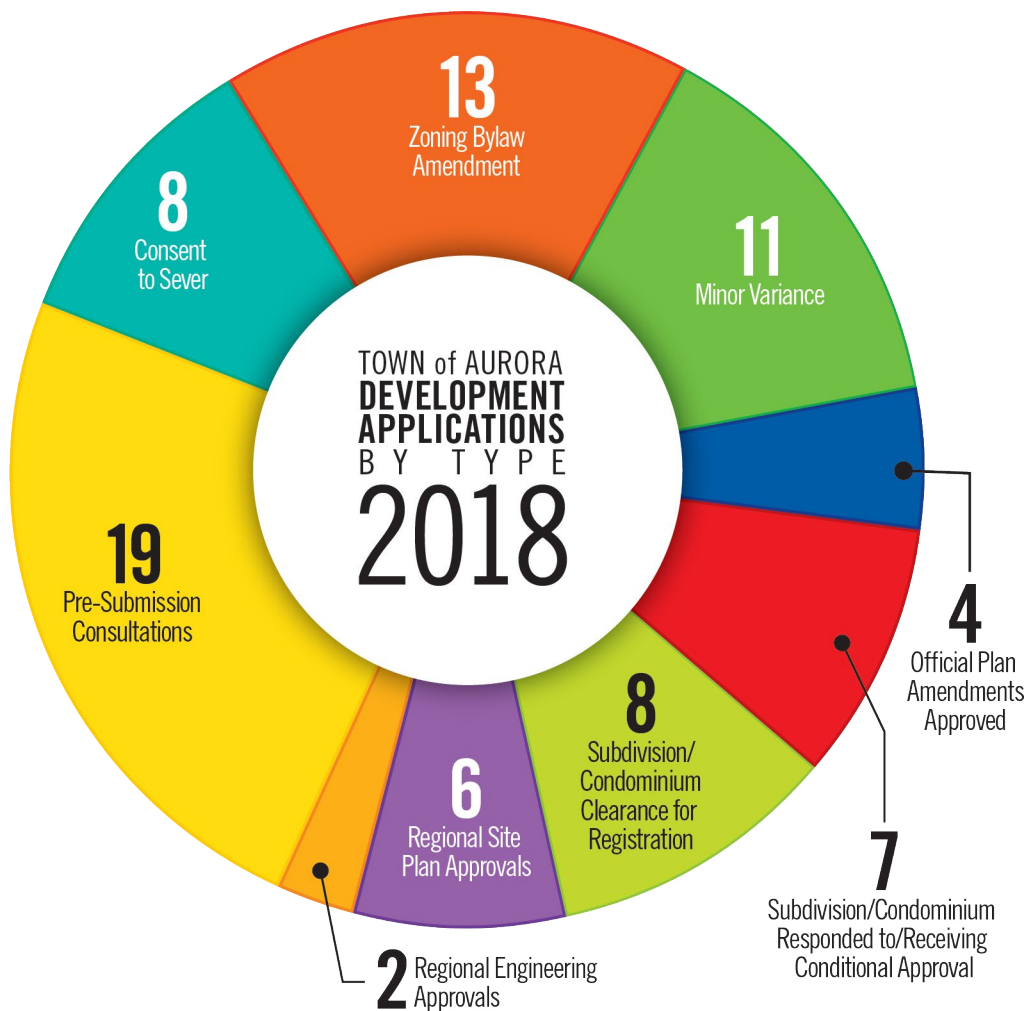 13
Zoning Bylaw
Amendment
8
Consent
to Sever
11
Minor Variance
TOWN of AURORA
DEVELOPMENT
APPLICATIONS
BY TYPE
2018
19
Pre-Submission
Consultations
4
Official Plan
Amendments
Approved
8
Subdivision/
Condominium
Clearance for
Registration
6
Regional Site
Plan Approvals
7
Subdivision/Condominium
Responded to/Receiving
Conditional Approval
2 Regional Engineering
Approvals